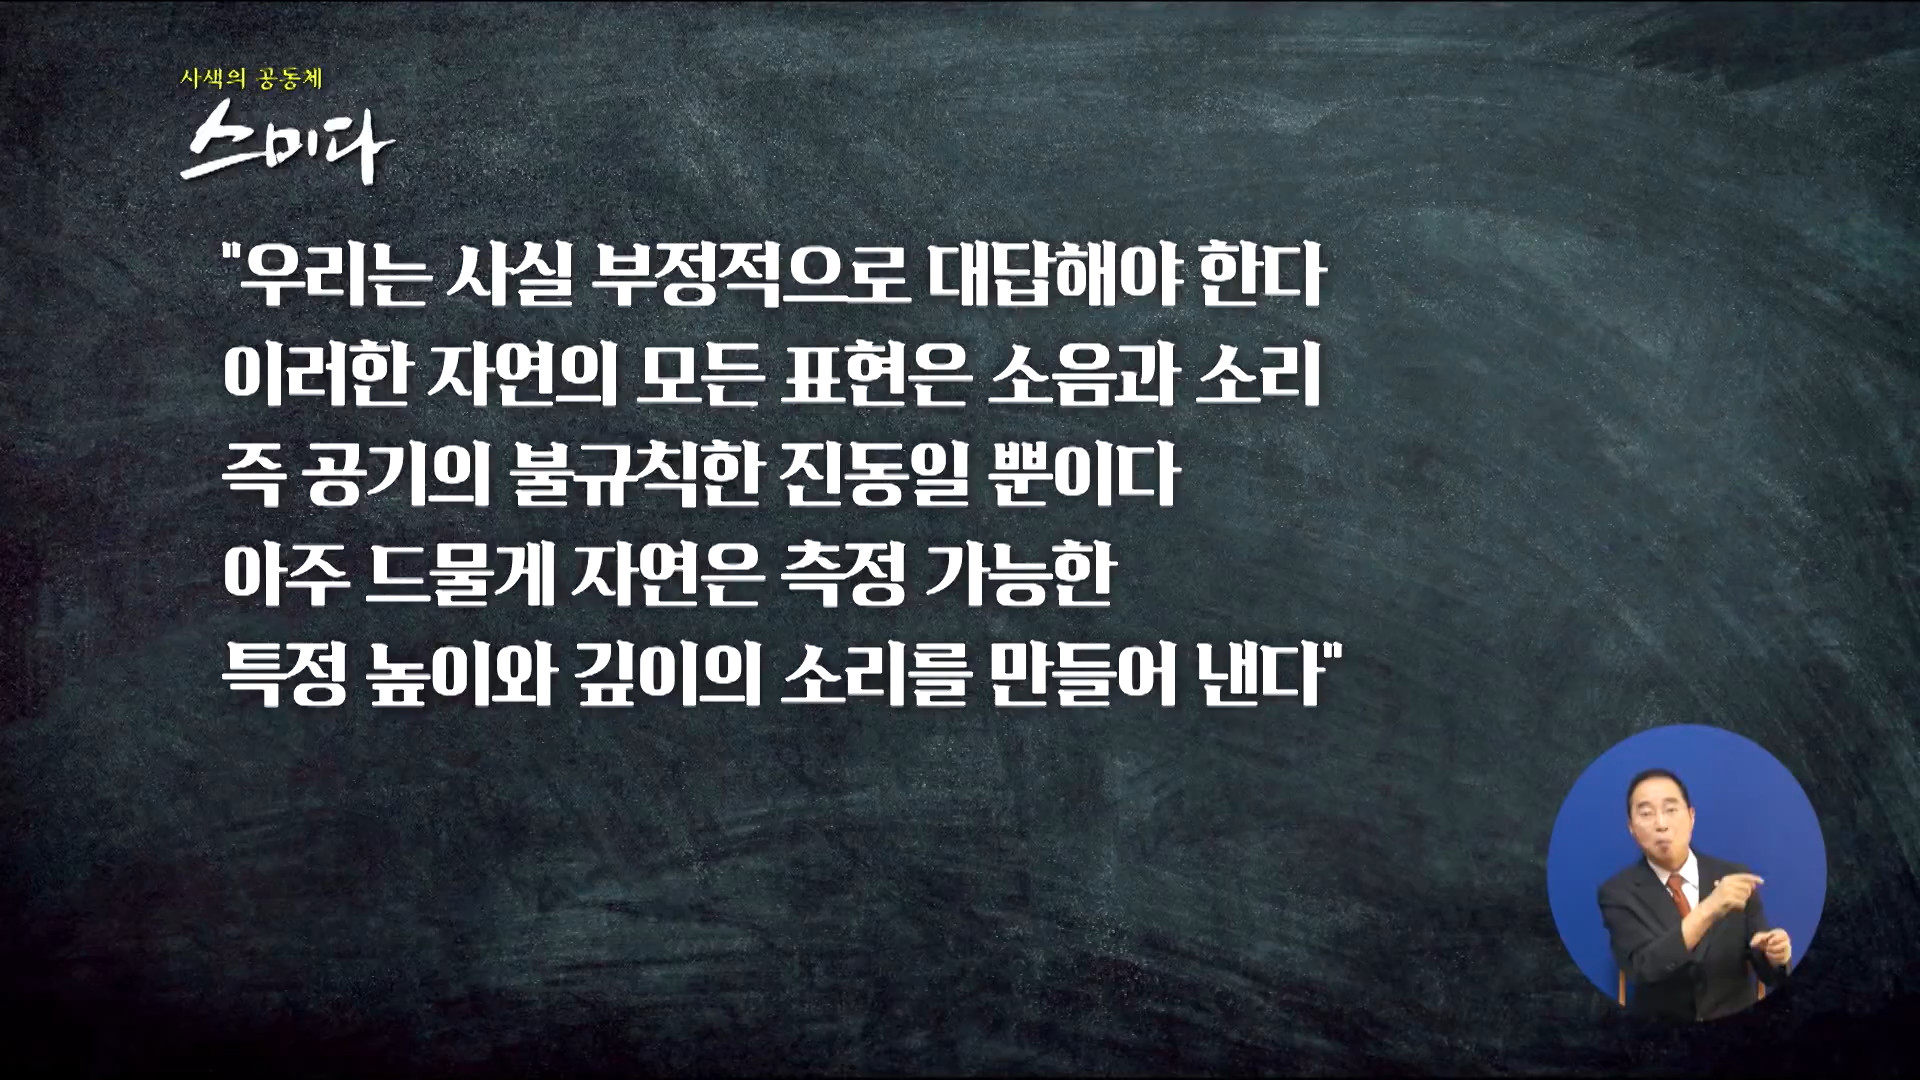 사색의 공동체
스미다
"우리는 사실 부정적으로 대답해야 한다
이러한 자연의 모든 표현은 소음과 소리
즉 공기의 불규칙한 진동일 뿐이다
아주 드물게 자연은 측정 가능한
특정 높이와 깊이의 소리를 만들어 낸다"